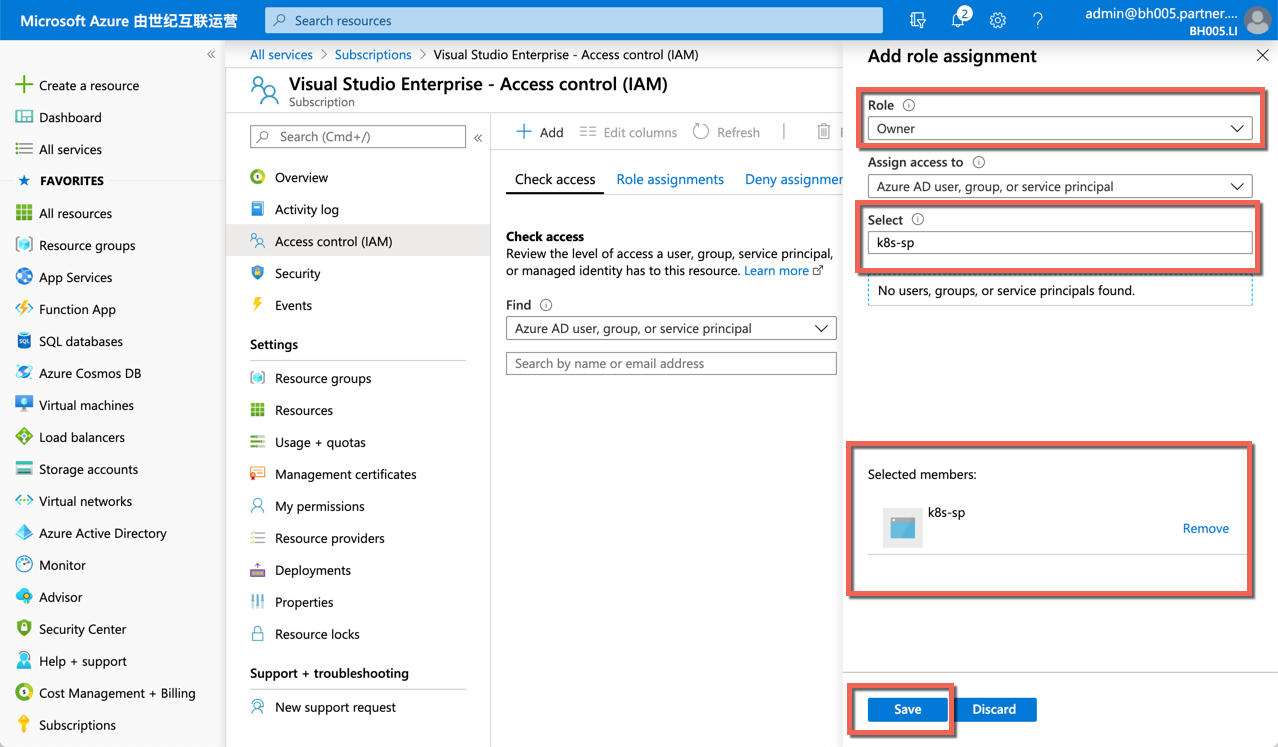 Microsoft Azure 由世纪互联运营
Search resources
2
admin@bh005.partner....
BH005.LI
Create a resource
Dashboard
All services
FAVORITES
All resources
Resource groups
App Services
Function App
SQL databases
Azure Cosmos DB
Virtual machines
Load balancers
Storage accounts
Virtual networks
Azure Active Directory
Monitor
Advisor
Security Center
Help + support
Cost Management + Billing
Subscriptions
All services > Subscriptions > Visual Studio Enterprise - Access control (IAM)
Visual Studio Enterprise - Access control (IAM)
Subscription
Search (Cmd+/)
Overview
Activity log
Access control (IAM)
Security
Events
Settings
Resource groups
Resources
Usage + quotas
Management certificates
My permissions
Resource providers
Deployments
Properties
Resource locks
Support + troubleshooting
New support request
Add Edit columns Refresh
Check access Role assignments Deny assignmen
Check access
Review the level of access a user, group, service principal,
or managed identity has to this resource. Learn more
Find
Azure AD user, group, or service principal
Search by name or email address
Add role assignment
Role
Owner
Assign access to
Azure AD user, group, or service principal
Select
k8s-sp
No users, groups, or service principals found.
Selected members:
k8s-sp
Remove
Save Discard